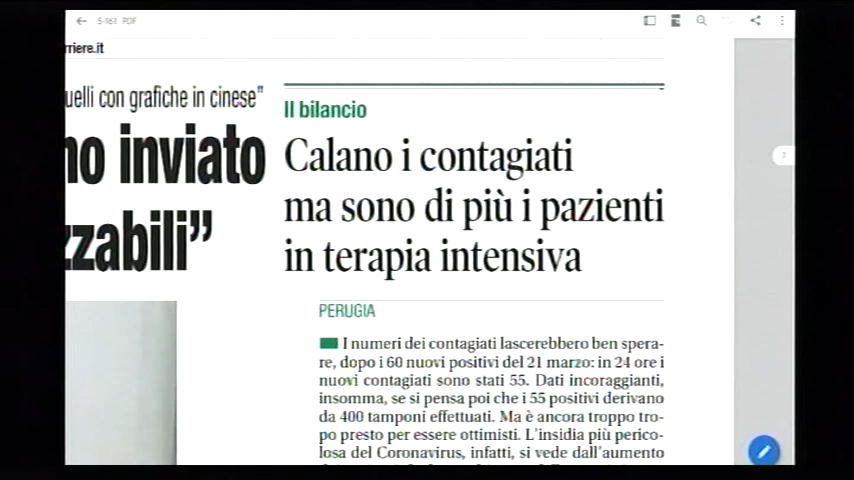 S-161 PDF
rriere.it
uelli con grafiche in cinese”
no inviato
zzabili”
Il bilancio
Calano i contagiati
ma sono di più i pazienti
in terapia intensiva
PERUGIA
I numeri dei contagiati lascerebbero ben spera-
re, dopo i 60 nuovi positivi del 21 marzo: in 24 ore i
nuovi contagiati sono stati 55. Dati incoraggianti,
insomma, se si pensa poi che i 55 positivi derivano
da 400 tamponi effettuati. Ma è ancora troppo tro-
po presto per essere ottimisti. L’insidia più perico-
losa del Coronavirus, infatti, si vede dall’aumento